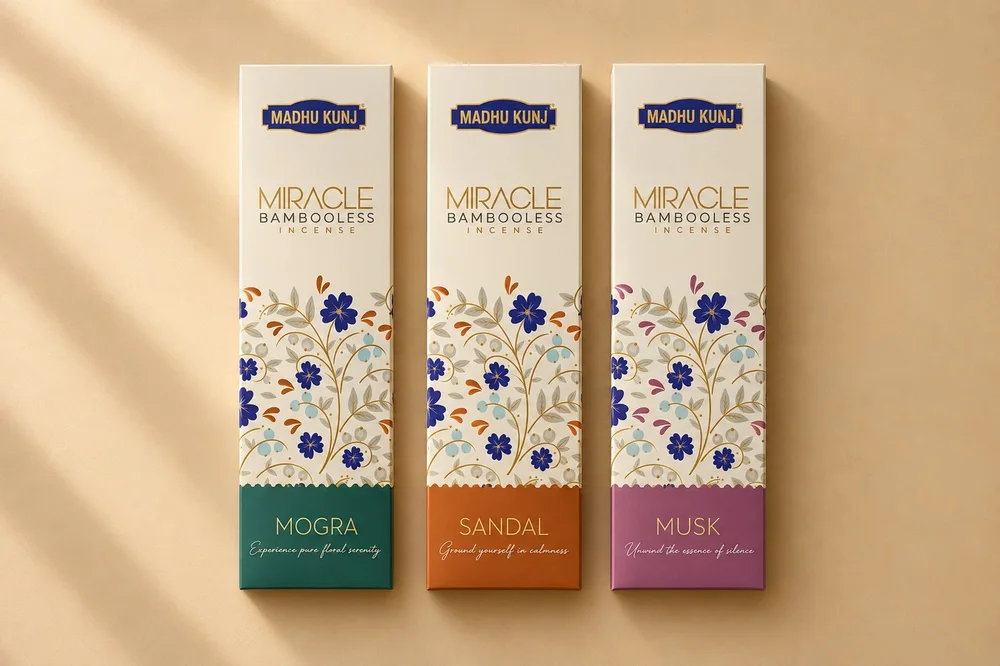 MADHU KUNJ
MIRACLE
BAMBOOLESS
INCENSE
MOGRA
Experience pure floral serenity
MADHU KUNJ
MIRACLE
BAMBOOLESS
INCENSE
SANDAL
Ground yourself in calmness
MADHU KUNJ
MIRACLE
BAMBOOLESS
INCENSE
MUSK
Unwind the essence of silence